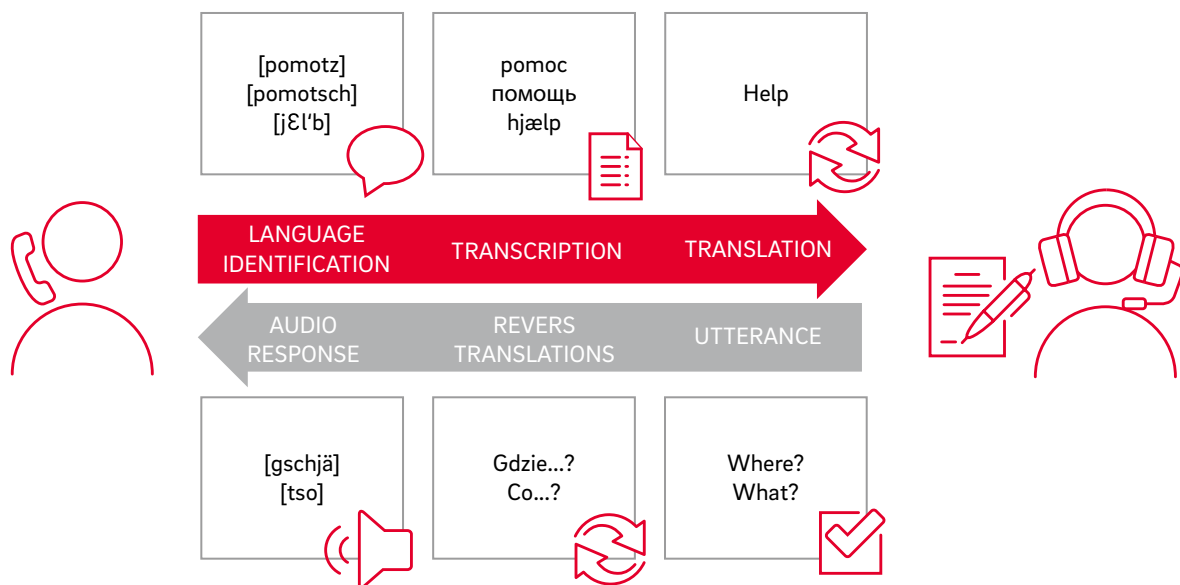 [pomotz]
[pomotsch]
[jƐl'b]
pomoc
помощь
hjælp
Help
LANGUAGE
IDENTIFICATION
TRANSCRIPTION
TRANSLATION
AUDIO
RESPONSE
REVERS
TRANSLATIONS
UTTERANCE
[gschjä]
[tso]
Gdzie...?
Co...?
Where?
What?